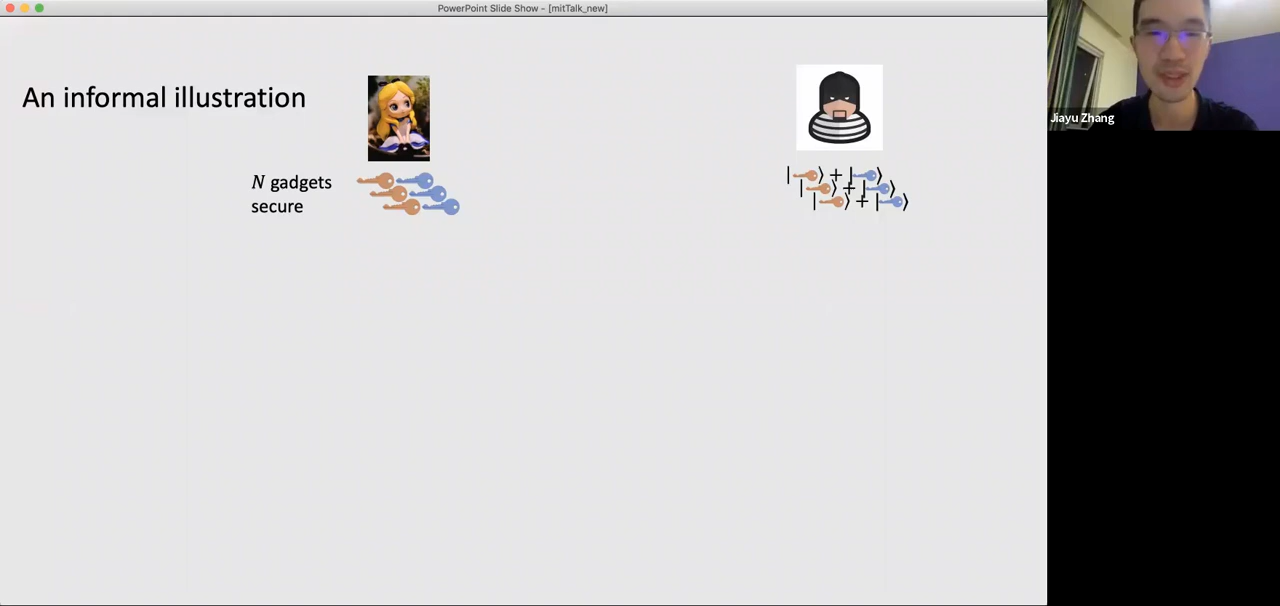 PowerPoint Slide Show - [mitTalk_new]
An informal illustration
N gadgets
secure
| ⟩ + | ⟩
| ⟩ + | ⟩
| ⟩ + | ⟩
Jiayu Zhang